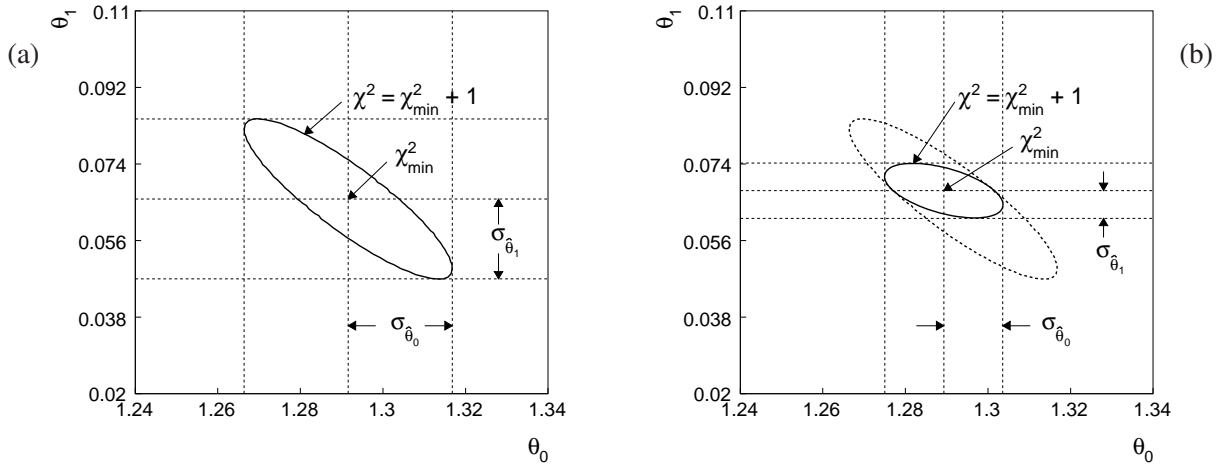 (a)
θ₁
0.11
0.092
0.074
0.056
0.038
0.02
1.24
1.26
1.28
1.3
1.32
1.34
θ₀
χ² = χ²min + 1
χ²min
σθ̂₁
σθ̂₀
(b)
θ₁
0.11
0.092
0.074
0.056
0.038
0.02
1.24
1.26
1.28
1.3
1.32
1.34
θ₀
χ² = χ²min + 1
χ²min
σθ̂₁
σθ̂₀